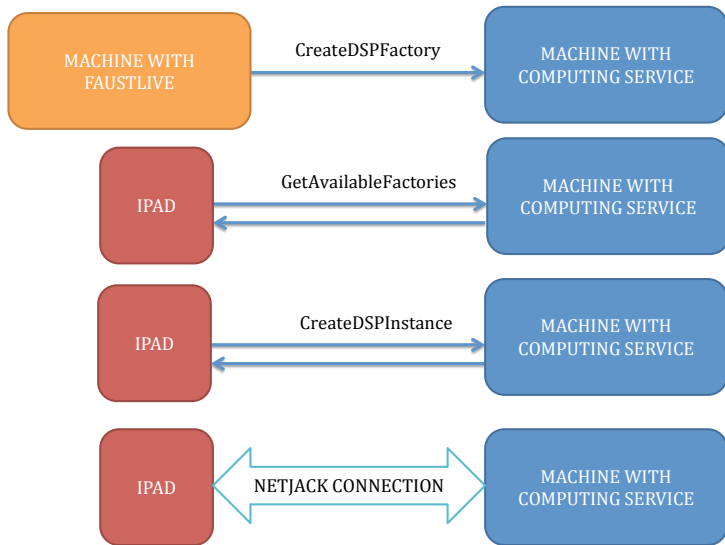 MACHINE WITH
FAUSTLIVE
CreateDSPFactory
MACHINE WITH
COMPUTING SERVICE
IPAD
GetAvailableFactories
MACHINE WITH
COMPUTING SERVICE
IPAD
CreateDSPInstance
MACHINE WITH
COMPUTING SERVICE
IPAD
NETJACK CONNECTION
MACHINE WITH
COMPUTING SERVICE